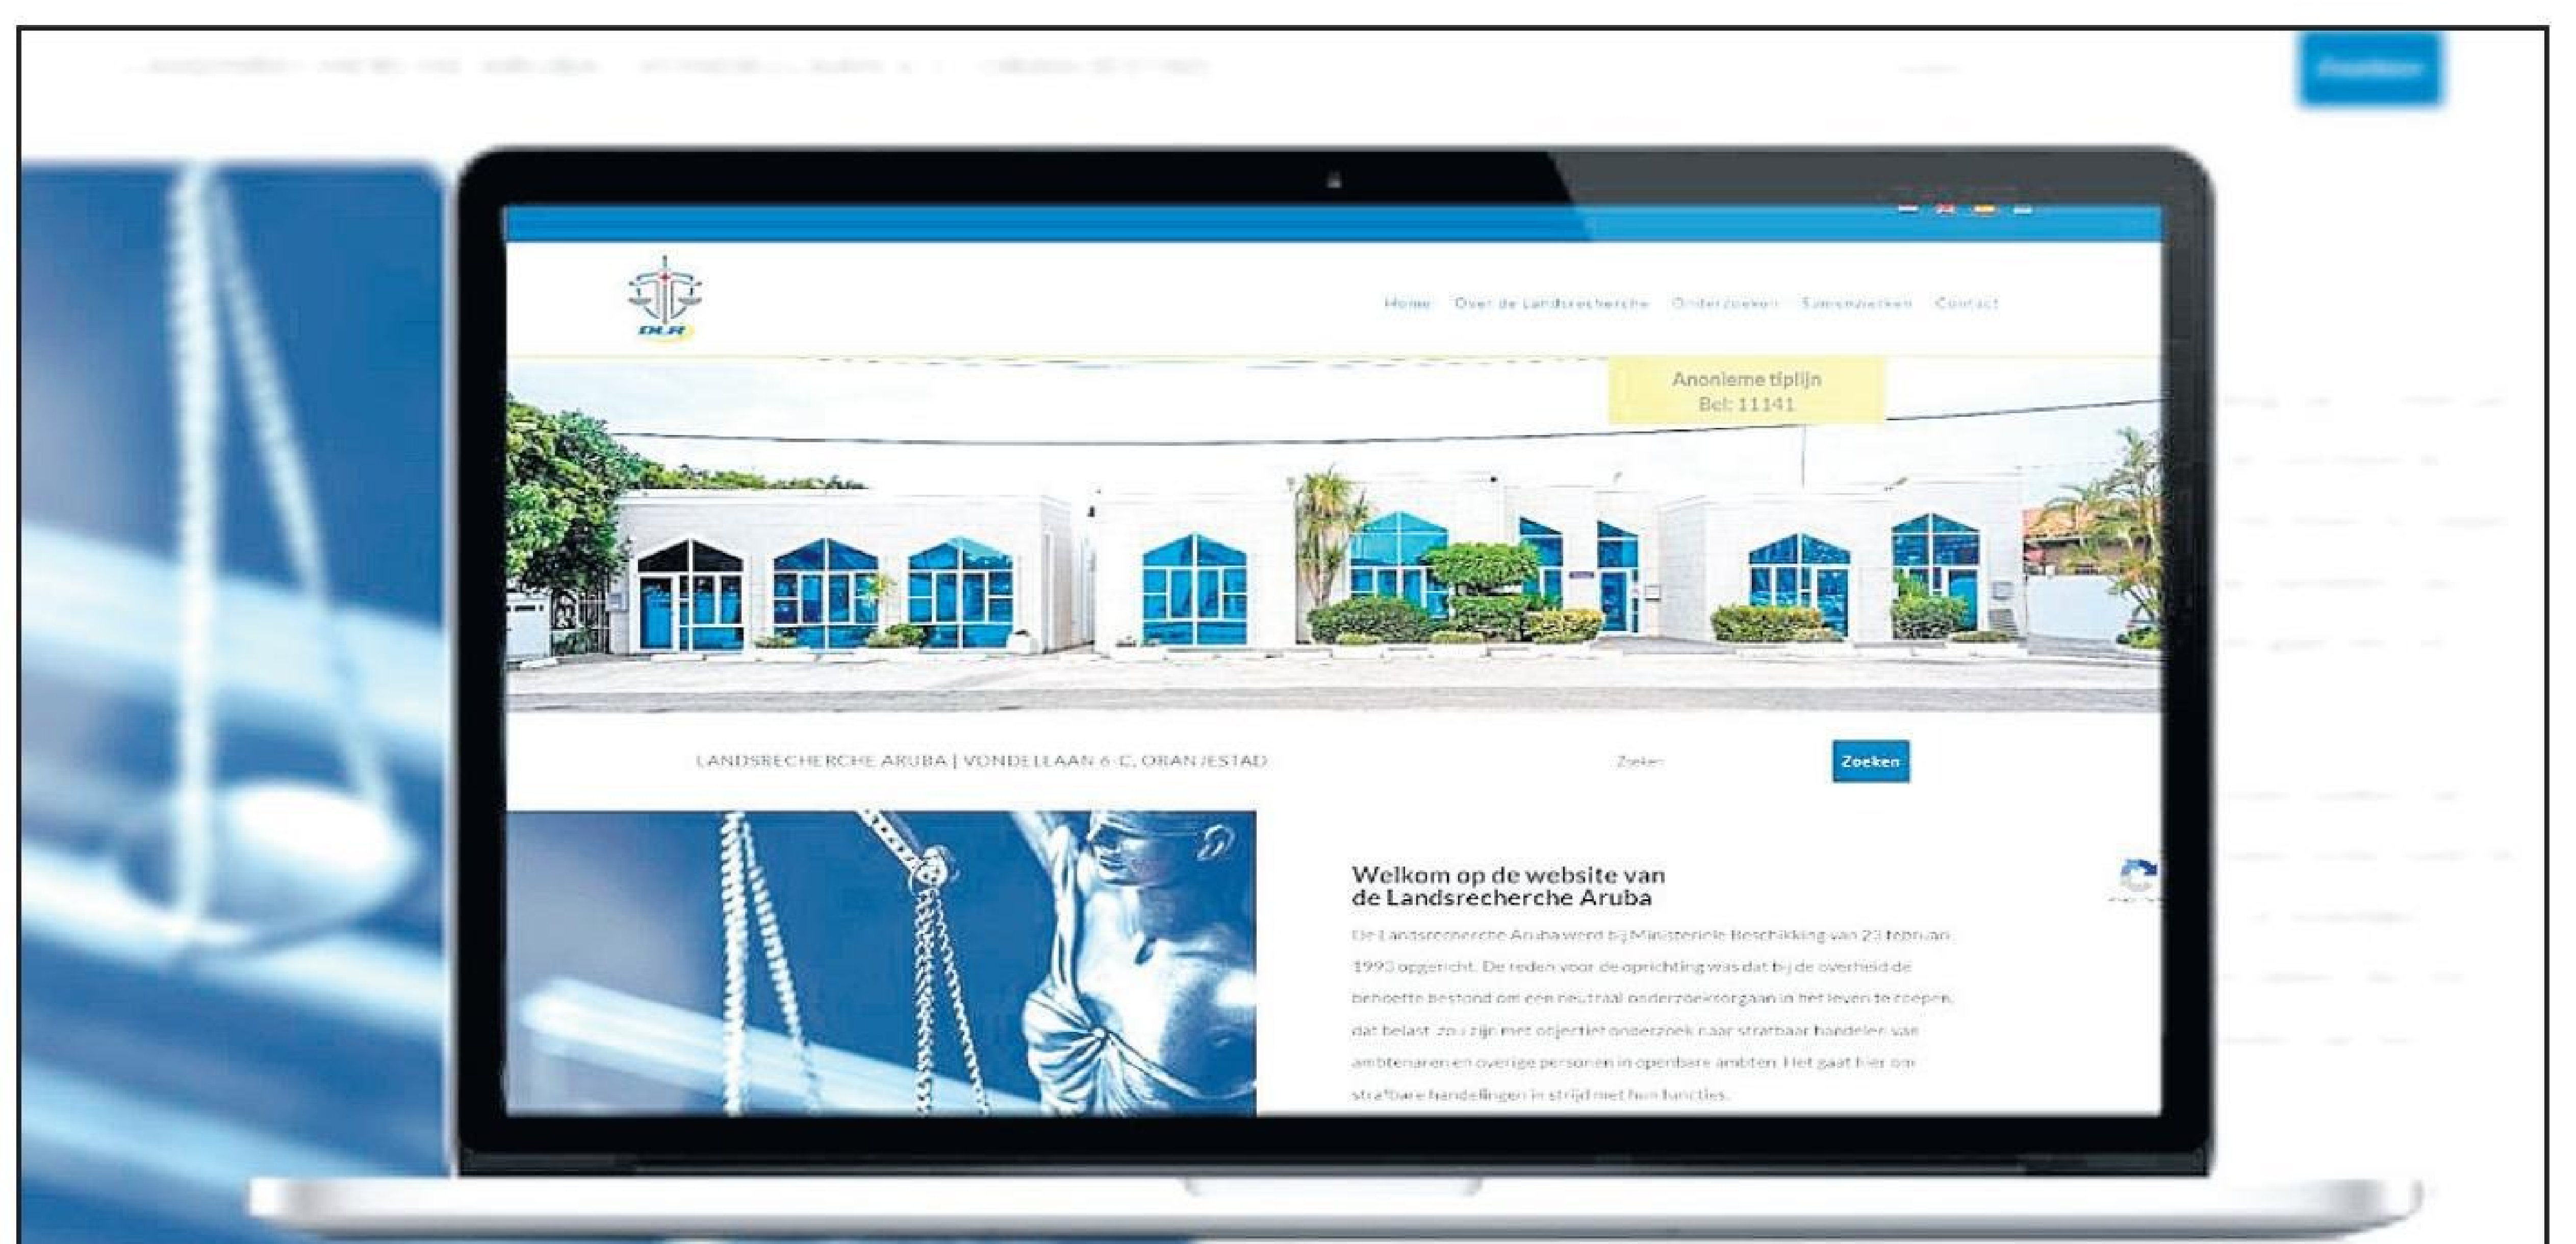 DLR
Home Over de Landsrecherche Onderzoeken Samenwerken Contact
Anonieme tiplijn
Bel: 11141
LANDSRECHERCHE ARUBA | VONDELLAAN 6-C, ORANJESTAD
Zoeken
Zoeken
Welkom op de website van
de Landsrecherche Aruba
De Landsrecherche Aruba werd bij Ministeriele Beschikking van 23 februari
1993 opgericht. De reden voor de oprichting was dat bij de overheid de
behoefte bestond om een neutraal onderzoeksorgaan in het leven te roepen,
dat belast zou zijn met objectief onderzoek naar strafbaar handelen van
ambtenaren en overige personen in openbare ambten. Het gaat hier om
strafbare handelingen in strijd met hun functies.